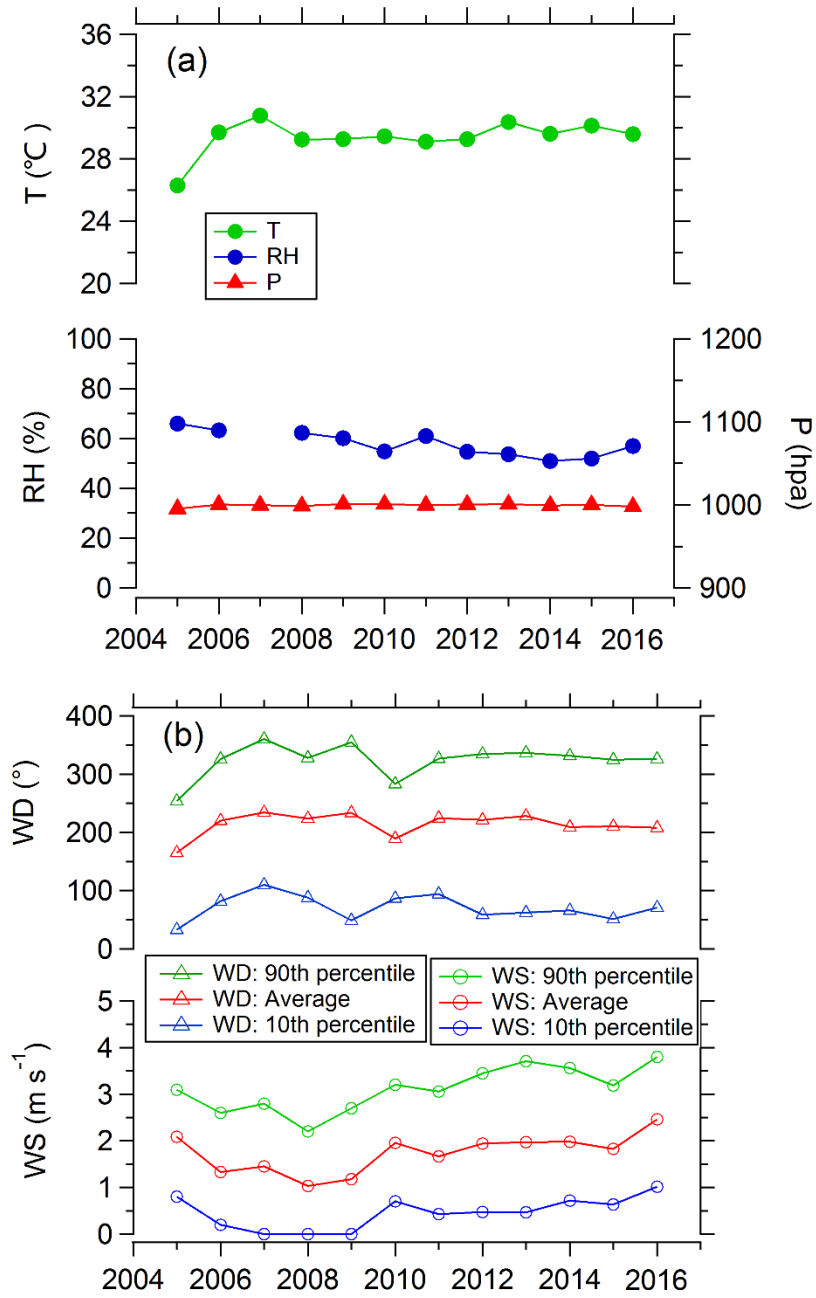 (a)
T (℃)
36
32
28
24
20
T
RH
P
RH (%)
100
80
60
40
20
0
P (hpa)
1200
1100
1000
900
2004 2006 2008 2010 2012 2014 2016
(b)
WD (°)
400
300
200
100
0
WD: 90th percentile
WD: Average
WD: 10th percentile
WS: 90th percentile
WS: Average
WS: 10th percentile
WS (m s⁻¹)
5
4
3
2
1
0
2004 2006 2008 2010 2012 2014 2016